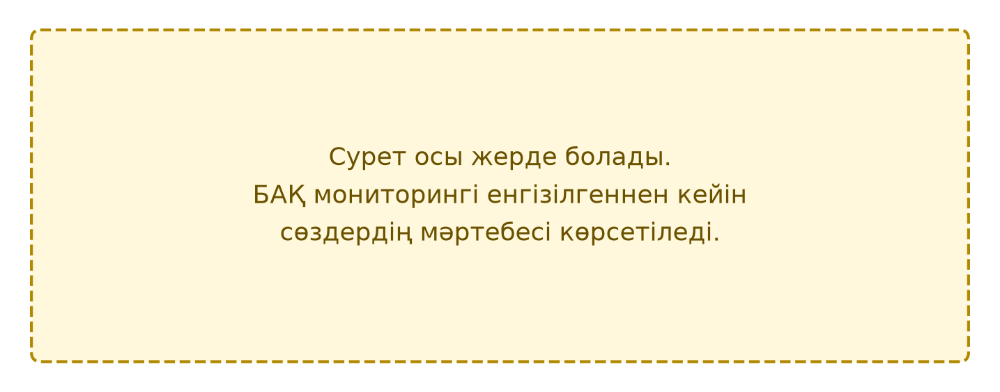 Сурет осы жерде болады.
БАҚ мониторингі енгізілгеннен кейін
сөздердің мәртебесі көрсетіледі.